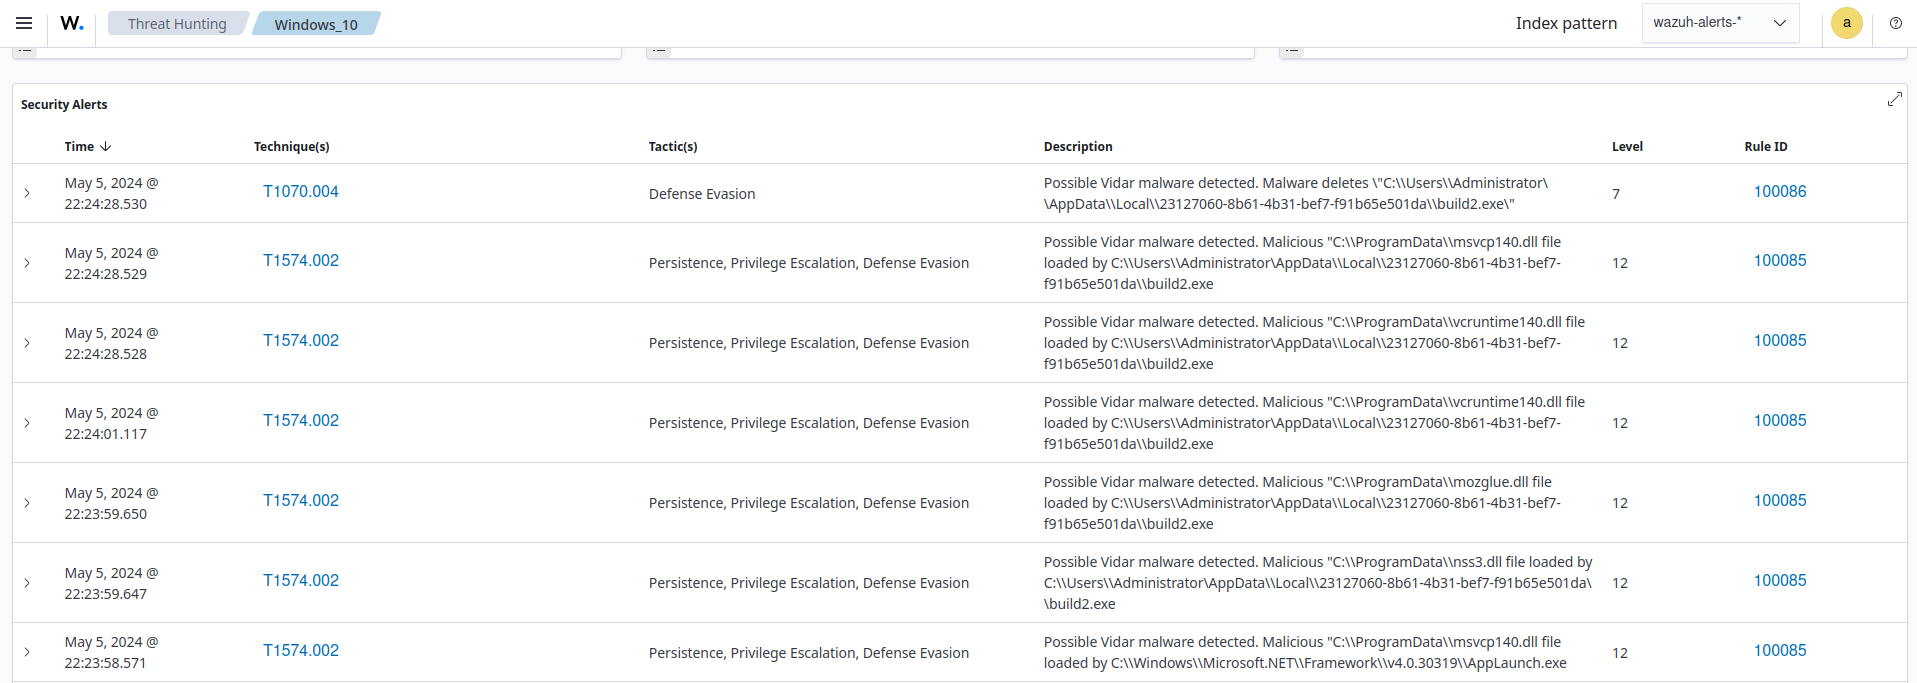 W.
Threat Hunting
Windows_10
Index pattern
wazuh-alerts-*
a
Security Alerts
Time
Technique(s)
Tactic(s)
Description
Level
Rule ID
May 5, 2024 @
22:24:28.530
T1070.004
Defense Evasion
Possible Vidar malware detected. Malware deletes \"C:\\Users\\Administrator\
\AppData\\Local\\23127060-8b61-4b31-bef7-f91b65e501da\\build2.exe\"
7
100086
May 5, 2024 @
22:24:28.529
T1574.002
Persistence, Privilege Escalation, Defense Evasion
Possible Vidar malware detected. Malicious "C:\\ProgramData\\msvcp140.dll file
loaded by C:\\Users\\Administrator\AppData\\Local\\23127060-8b61-4b31-bef7-
f91b65e501da\\build2.exe
12
100085
May 5, 2024 @
22:24:28.528
T1574.002
Persistence, Privilege Escalation, Defense Evasion
Possible Vidar malware detected. Malicious "C:\\ProgramData\\vcruntime140.dll file
loaded by C:\\Users\\Administrator\AppData\\Local\\23127060-8b61-4b31-bef7-
f91b65e501da\\build2.exe
12
100085
May 5, 2024 @
22:24:01.117
T1574.002
Persistence, Privilege Escalation, Defense Evasion
Possible Vidar malware detected. Malicious "C:\\ProgramData\\vcruntime140.dll file
loaded by C:\\Users\\Administrator\AppData\\Local\\23127060-8b61-4b31-bef7-
f91b65e501da\\build2.exe
12
100085
May 5, 2024 @
22:23:59.650
T1574.002
Persistence, Privilege Escalation, Defense Evasion
Possible Vidar malware detected. Malicious "C:\\ProgramData\\mozglue.dll file
loaded by C:\\Users\\Administrator\AppData\\Local\\23127060-8b61-4b31-bef7-
f91b65e501da\\build2.exe
12
100085
May 5, 2024 @
22:23:59.647
T1574.002
Persistence, Privilege Escalation, Defense Evasion
Possible Vidar malware detected. Malicious "C:\\ProgramData\\nss3.dll file loaded by
C:\\Users\\Administrator\AppData\\Local\\23127060-8b61-4b31-bef7-f91b65e501da\
\build2.exe
12
100085
May 5, 2024 @
22:23:58.571
T1574.002
Persistence, Privilege Escalation, Defense Evasion
Possible Vidar malware detected. Malicious "C:\\ProgramData\\msvcp140.dll file
loaded by C:\\Windows\\Microsoft.NET\\Framework\\v4.0.30319\\AppLaunch.exe
12
100085